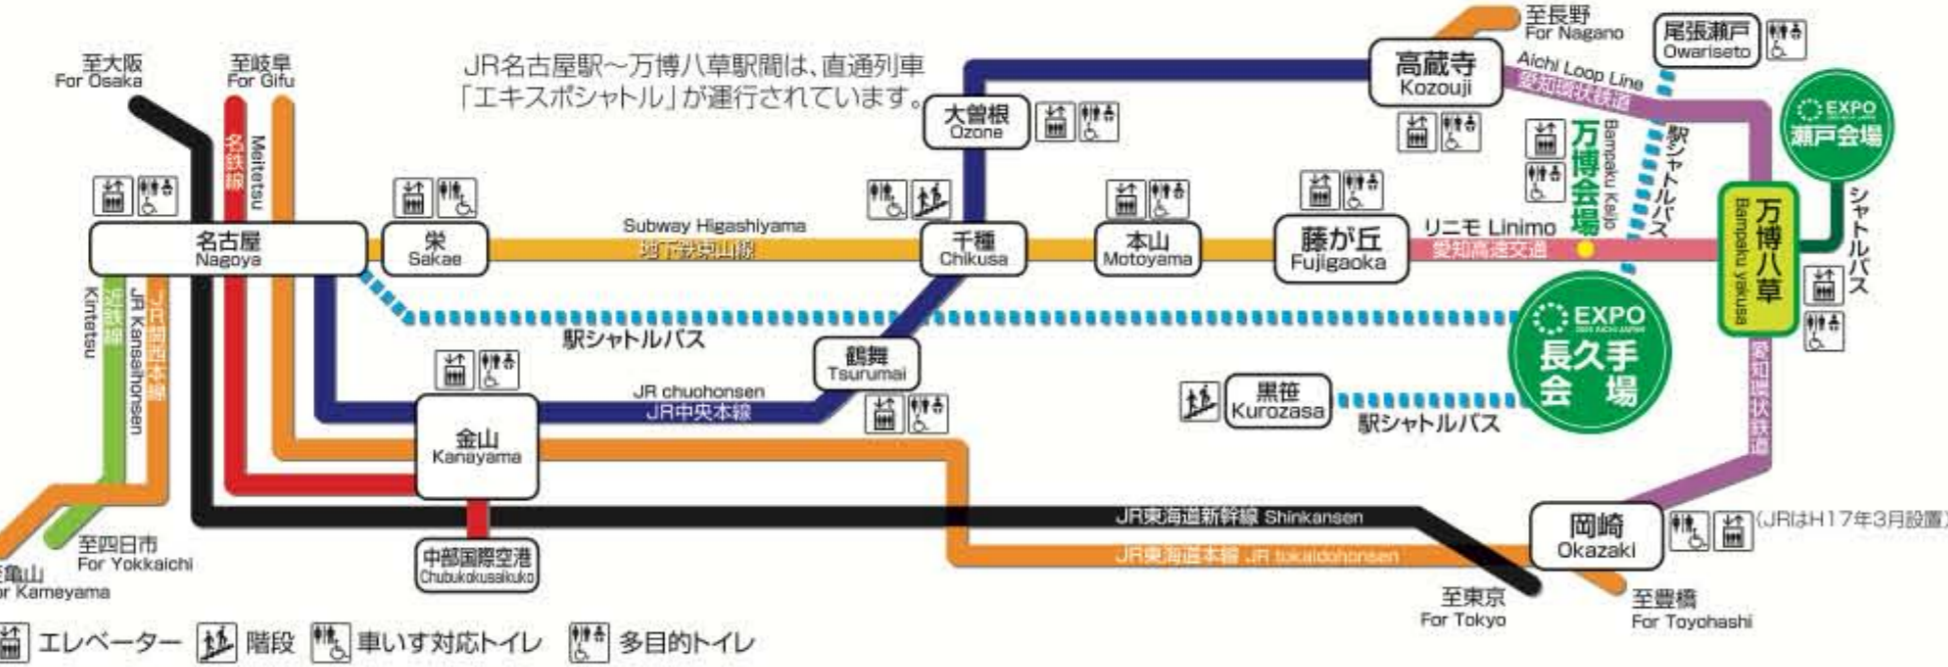 至大阪
For Osaka
至岐阜
For Gifu
名鉄線
Meitetsu
JR名古屋駅～万博八草駅間は、直通列車
「エキスポシャトル」が運行されています。
至長野
For Nagano
尾張瀬戸
Owariseto
高蔵寺
Kozouji
Aichi Loop Line
愛知環状鉄道
大曽根
Ozone
EXPO
瀬戸会場
万博会場
Bampaku Kaijo
駅シャトルバス
シャトルバス
名古屋
Nagoya
栄
Sakae
Subway Higashiyama
地下鉄東山線
千種
Chikusa
本山
Motoyama
藤が丘
Fujigaoka
リニモ Linimo
愛知高速交通
万博八草
Bampaku yakusa
近鉄線
Kintetsu
JR関西本線
JR Kansaihonsen
駅シャトルバス
EXPO
2005 AICHI JAPAN
長久手
会場
鶴舞
Tsurumai
JR chuohonsen
JR中央本線
黒笹
Kurozasa
駅シャトルバス
愛知環状鉄道
金山
Kanayama
JR東海道新幹線 Shinkansen
JR東海道本線 JR tokaidohonsen
岡崎
Okazaki
(JRはH17年3月設置)
中部国際空港
Chubukokusaikuko
至四日市
For Yokkaichi
至亀山
or Kameyama
至東京
For Tokyo
至豊橋
For Toyohashi
エレベーター
階段
車いす対応トイレ
多目的トイレ